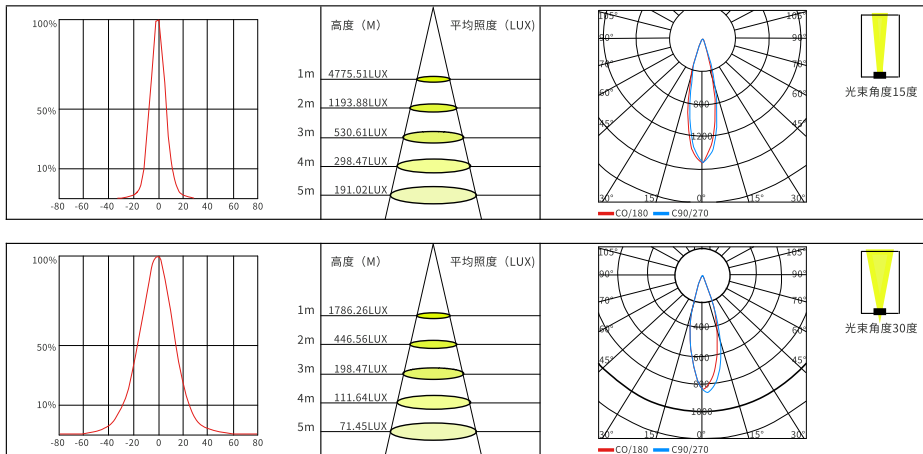 100%
50%
10%
-80 -60 -40 -20 0 20 40 60 80
高度（M） 平均照度（LUX)
1m 4775.51LUX
2m 1193.88LUX
3m 530.61LUX
4m 298.47LUX
5m 191.02LUX
105° 105°
90° 90°
70° 70°
60° 60°
45° 45°
800
1200
30° 15° 0° 15° 30°
CO/180 C90/270
光束角度15度
100%
50%
10%
-80 -60 -40 -20 0 20 40 60 80
高度（M） 平均照度（LUX)
1m 1786.26LUX
2m 446.56LUX
3m 198.47LUX
4m 111.64LUX
5m 71.45LUX
105° 105°
90° 90°
70° 70°
60° 60°
45° 45°
400
600
800
1000
30° 15° 0° 15° 30°
CO/180 C90/270
光束角度30度